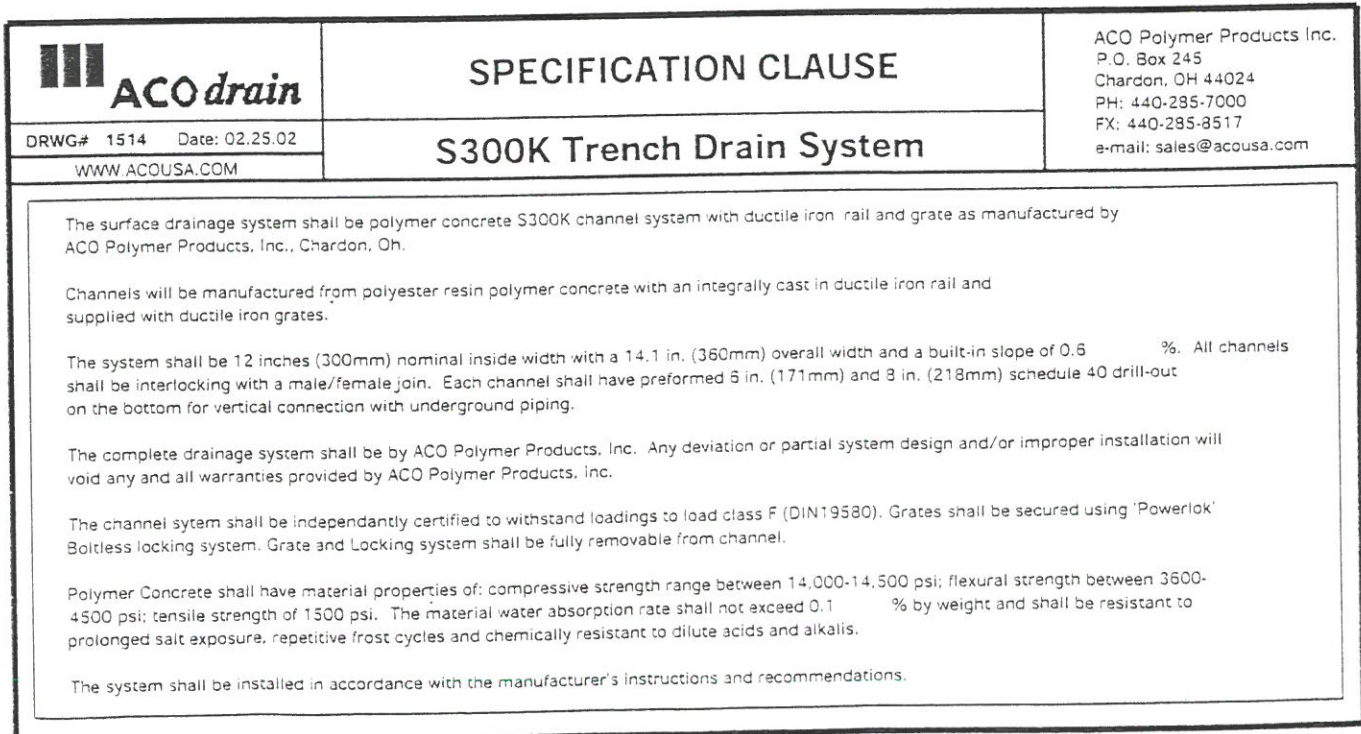 ACO drain
DRWG# 1514 Date: 02.25.02
WWW.ACOUSA.COM
SPECIFICATION CLAUSE
S300K Trench Drain System
ACO Polymer Products Inc.
P.O. Box 245
Chardon, OH 44024
PH: 440-285-7000
FX: 440-285-8517
e-mail: sales@acousa.com
The surface drainage system shall be polymer concrete S300K channel system with ductile iron rail and grate as manufactured by
ACO Polymer Products, Inc., Chardon, Oh.
Channels will be manufactured from polyester resin polymer concrete with an integrally cast in ductile iron rail and
supplied with ductile iron grates.
The system shall be 12 inches (300mm) nominal inside width with a 14.1 in. (360mm) overall width and a built-in slope of 0.6 %. All channels
shall be interlocking with a male/female join. Each channel shall have preformed 6 in. (171mm) and 8 in. (218mm) schedule 40 drill-out
on the bottom for vertical connection with underground piping.
The complete drainage system shall be by ACO Polymer Products, Inc. Any deviation or partial system design and/or improper installation will
void any and all warranties provided by ACO Polymer Products, Inc.
The channel sytem shall be independantly certified to withstand loadings to load class F (DIN19580). Grates shall be secured using 'Powerlok'
Boltless locking system. Grate and Locking system shall be fully removable from channel.
Polymer Concrete shall have material properties of: compressive strength range between 14,000-14,500 psi; flexural strength between 3600-
4500 psi; tensile strength of 1500 psi. The material water absorption rate shall not exceed 0.1 % by weight and shall be resistant to
prolonged salt exposure, repetitive frost cycles and chemically resistant to dilute acids and alkalis.
The system shall be installed in accordance with the manufacturer's instructions and recommendations.